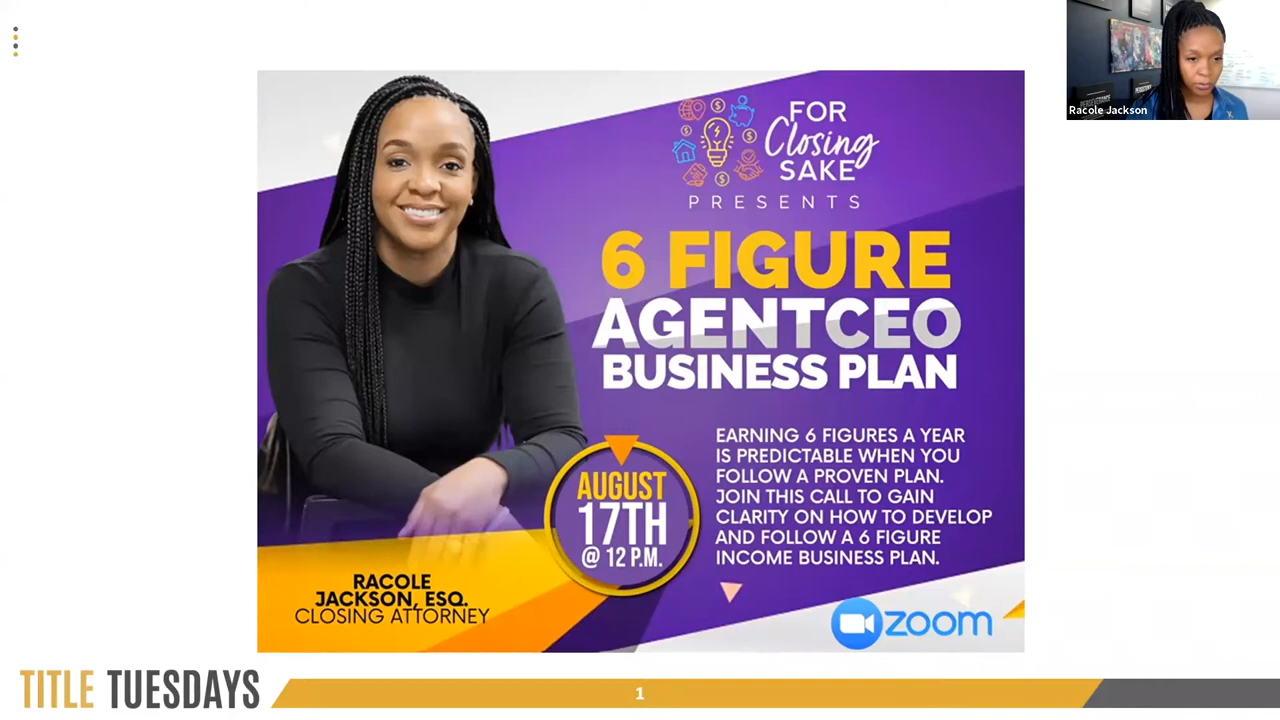 FOR
Closing
SAKE
PRESENTS
6 FIGURE
AGENTCEO
BUSINESS PLAN
EARNING 6 FIGURES A YEAR
IS PREDICTABLE WHEN YOU
FOLLOW A PROVEN PLAN.
JOIN THIS CALL TO GAIN
CLARITY ON HOW TO DEVELOP
AND FOLLOW A 6 FIGURE
INCOME BUSINESS PLAN.
AUGUST
17TH
@ 12 P.M.
RACOLE
JACKSON, ESQ.
CLOSING ATTORNEY
zoom
Racole Jackson
TITLE TUESDAYS
1